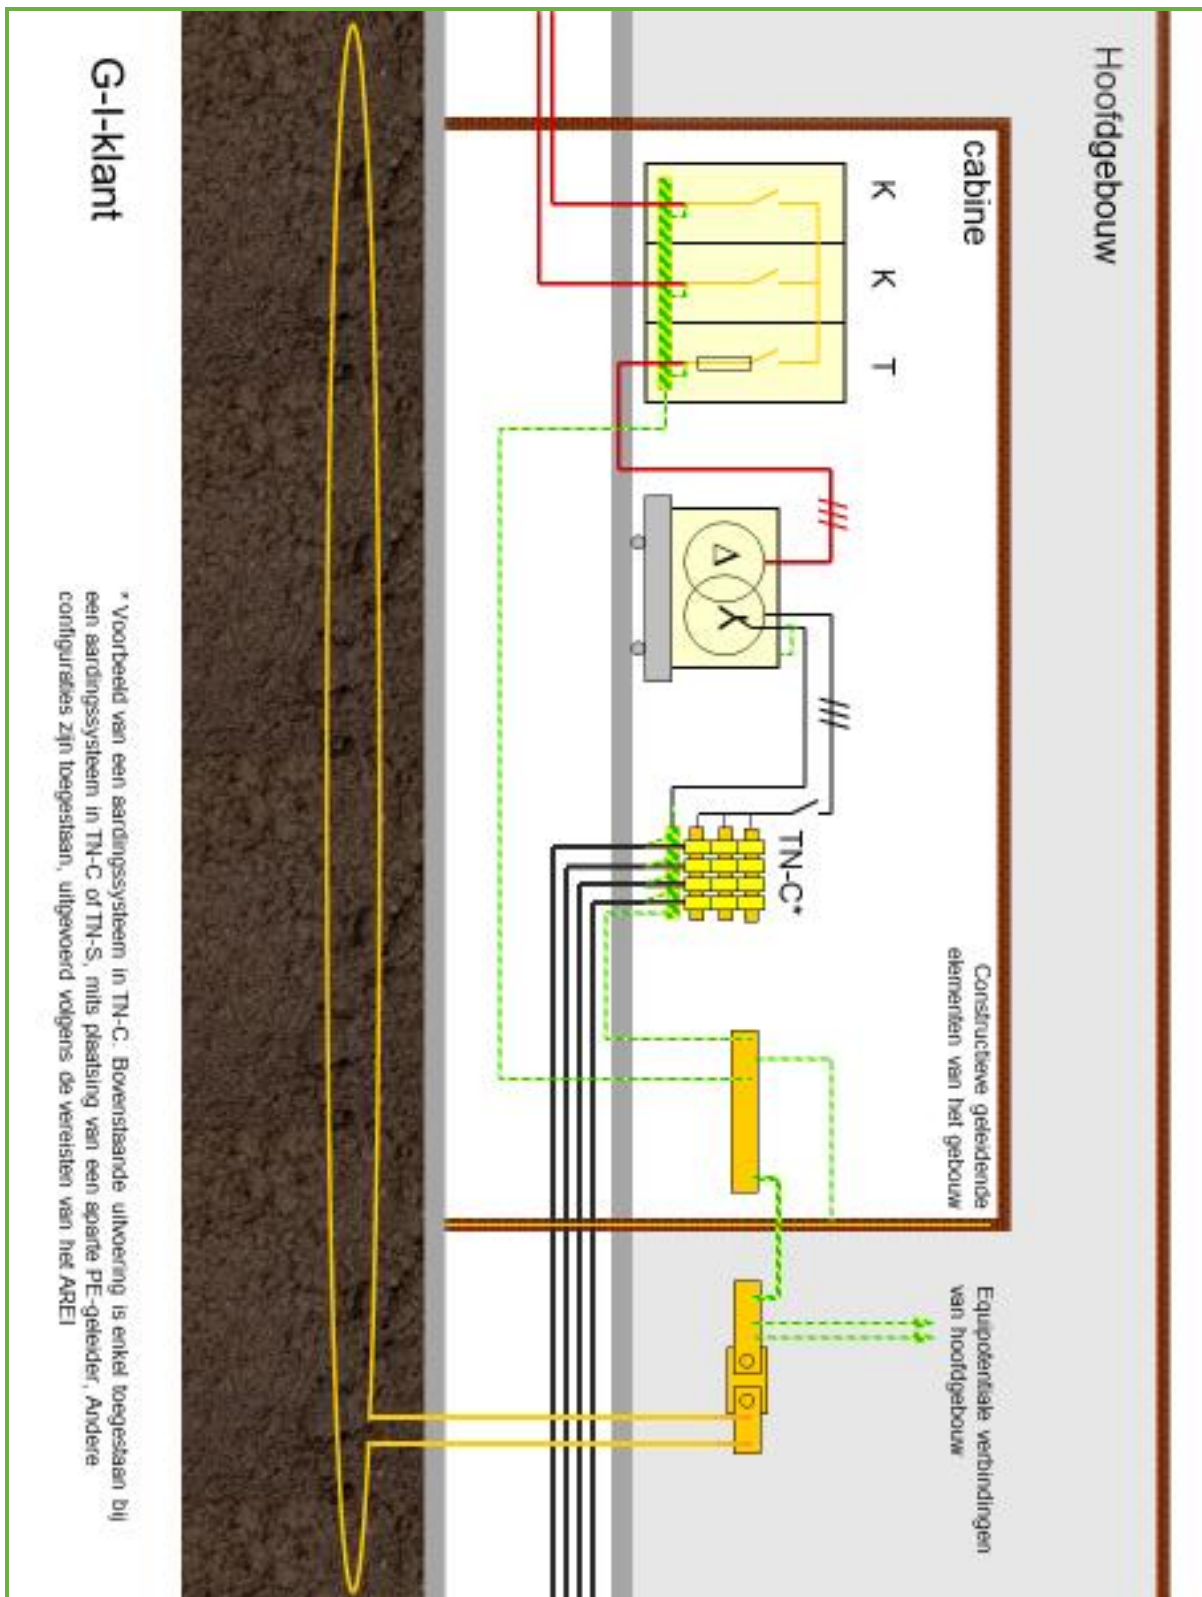 Hoofdgebouw
cabine
K
K
T
TN-C*
Constructieve geleidende
elementen van het gebouw
Equipotentiale verbindingen
van hoofdgebouw
Δ
Y
G-I-klant
* Voorbeeld van een aardingssysteem in TN-C. Bovenstaande uitvoering is enkel toegestaan bij
een aardingssysteem in TN-C of TN-S, mits plaatsing van een aparte PE-geleider, Andere
configuraties zijn toegestaan, uitgevoerd volgens de vereisten van het AREI